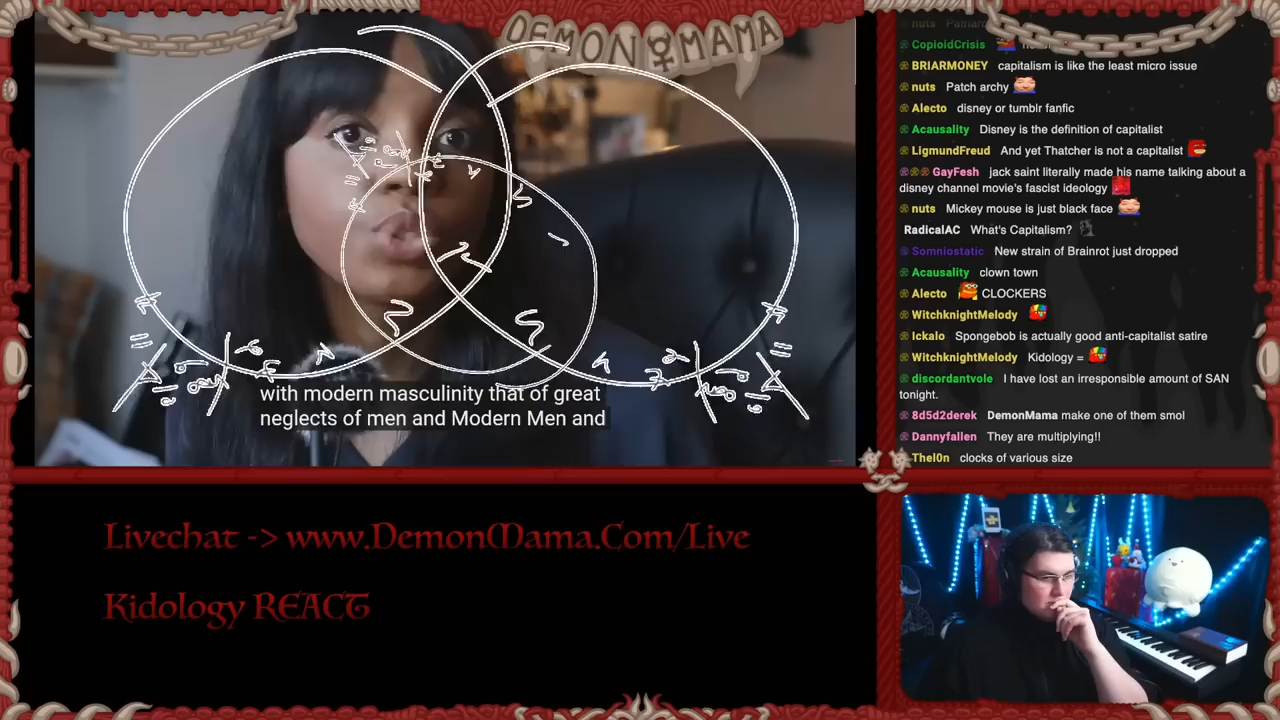 DEMON MAMA
with modern masculinity that of great
neglects of men and Modern Men and
CopioidCrisis
BRIARMONEY capitalism is like the least micro issue
nuts Patch archy
Alecto disney or tumblr fanfic
Acausality Disney is the definition of capitalist
LigmundFreud And yet Thatcher is not a capitalist
GayFesh jack saint literally made his name talking about a
disney channel movie's fascist ideology
nuts Mickey mouse is just black face
RadicalAC What's Capitalism?
Somniostatic New strain of Brainrot just dropped
Acausality clown town
Alecto CLOCKERS
WitchknightMelody
Ickalo Spongebob is actually good anti-capitalist satire
WitchknightMelody Kidology =
discordantvole I have lost an irresponsible amount of SAN
tonight.
8d5d2derek DemonMama make one of them smol
Dannyfallen They are multiplying!!
Thel0n clocks of various size
Livechat -> www.DemonMama.Com/Live
Kidology REACT